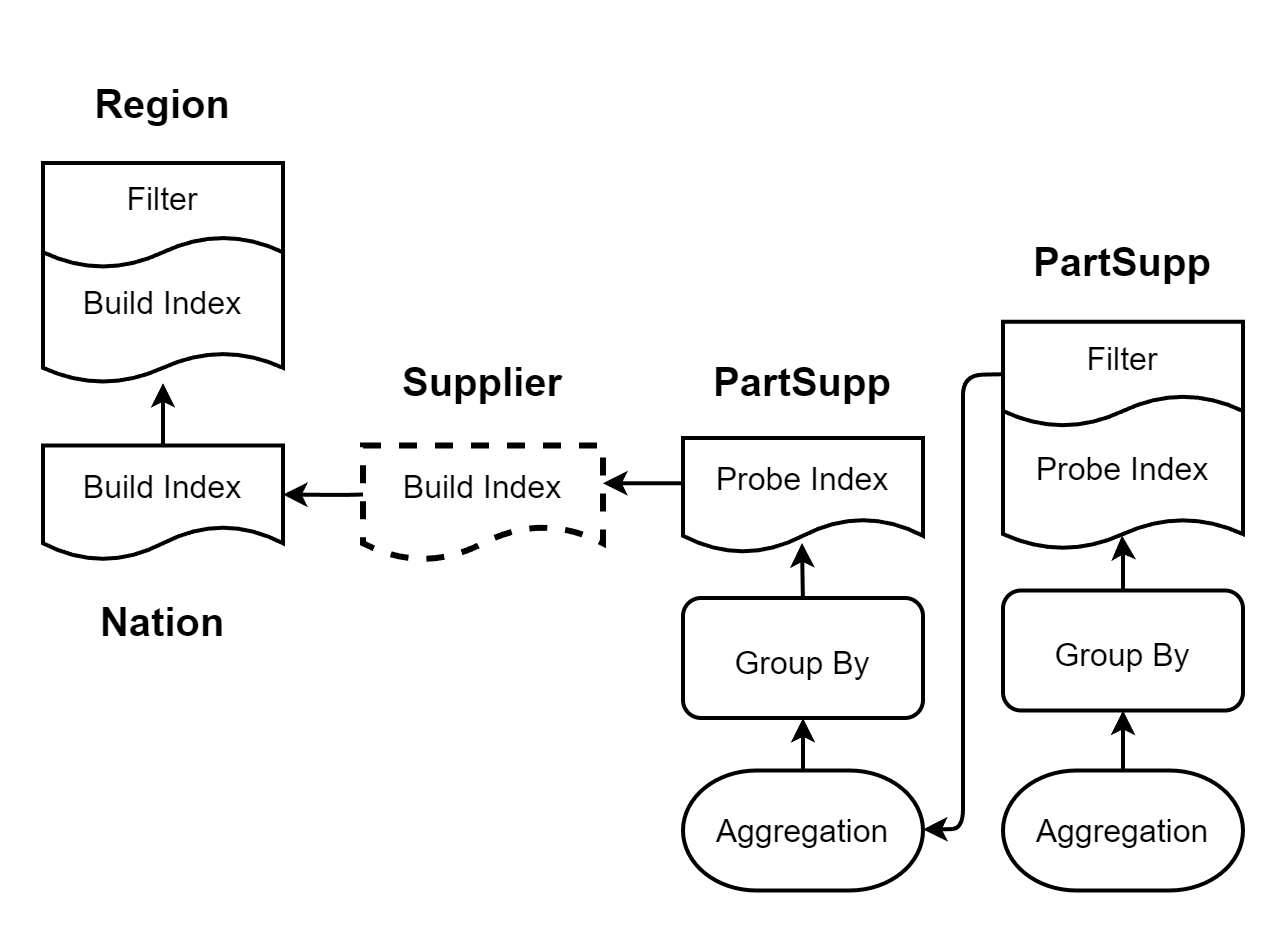 Region
Filter
Build Index
Build Index
Nation
Supplier
Build Index
PartSupp
Probe Index
Group By
Aggregation
PartSupp
Filter
Probe Index
Group By
Aggregation